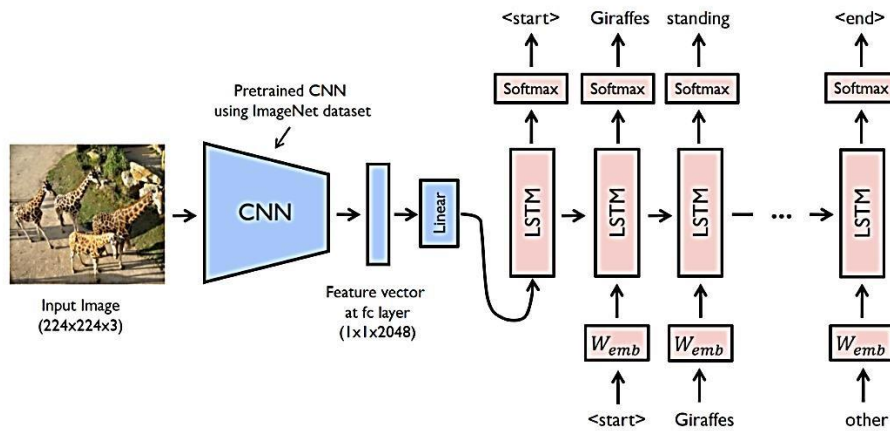 <start>
Giraffes
standing
<end>
Softmax
Softmax
Softmax
Softmax
Pretrained CNN
using ImageNet dataset
CNN
Linear
LSTM
LSTM
LSTM
...
LSTM
Input Image
(224x224x3)
Feature vector
at fc layer
(1x1x2048)
W_emb
W_emb
W_emb
<start>
Giraffes
other